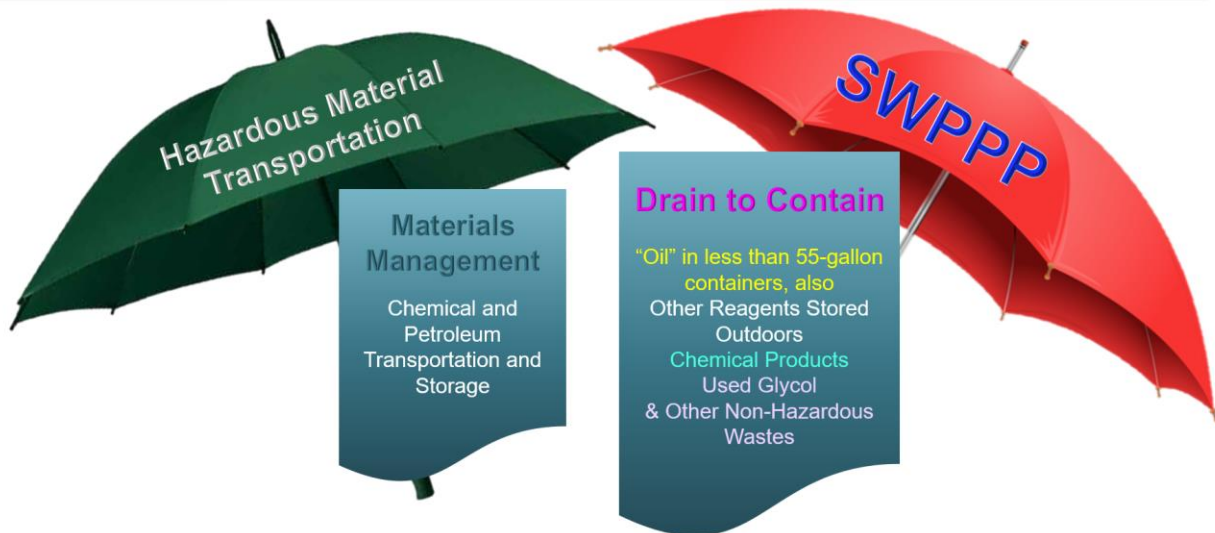 Hazardous Material
Transportation
SWPPP
Materials
Management
Chemical and
Petroleum
Transportation and
Storage
Drain to Contain
“Oil” in less than 55-gallon
containers, also
Other Reagents Stored
Outdoors
Chemical Products
Used Glycol
& Other Non-Hazardous
Wastes